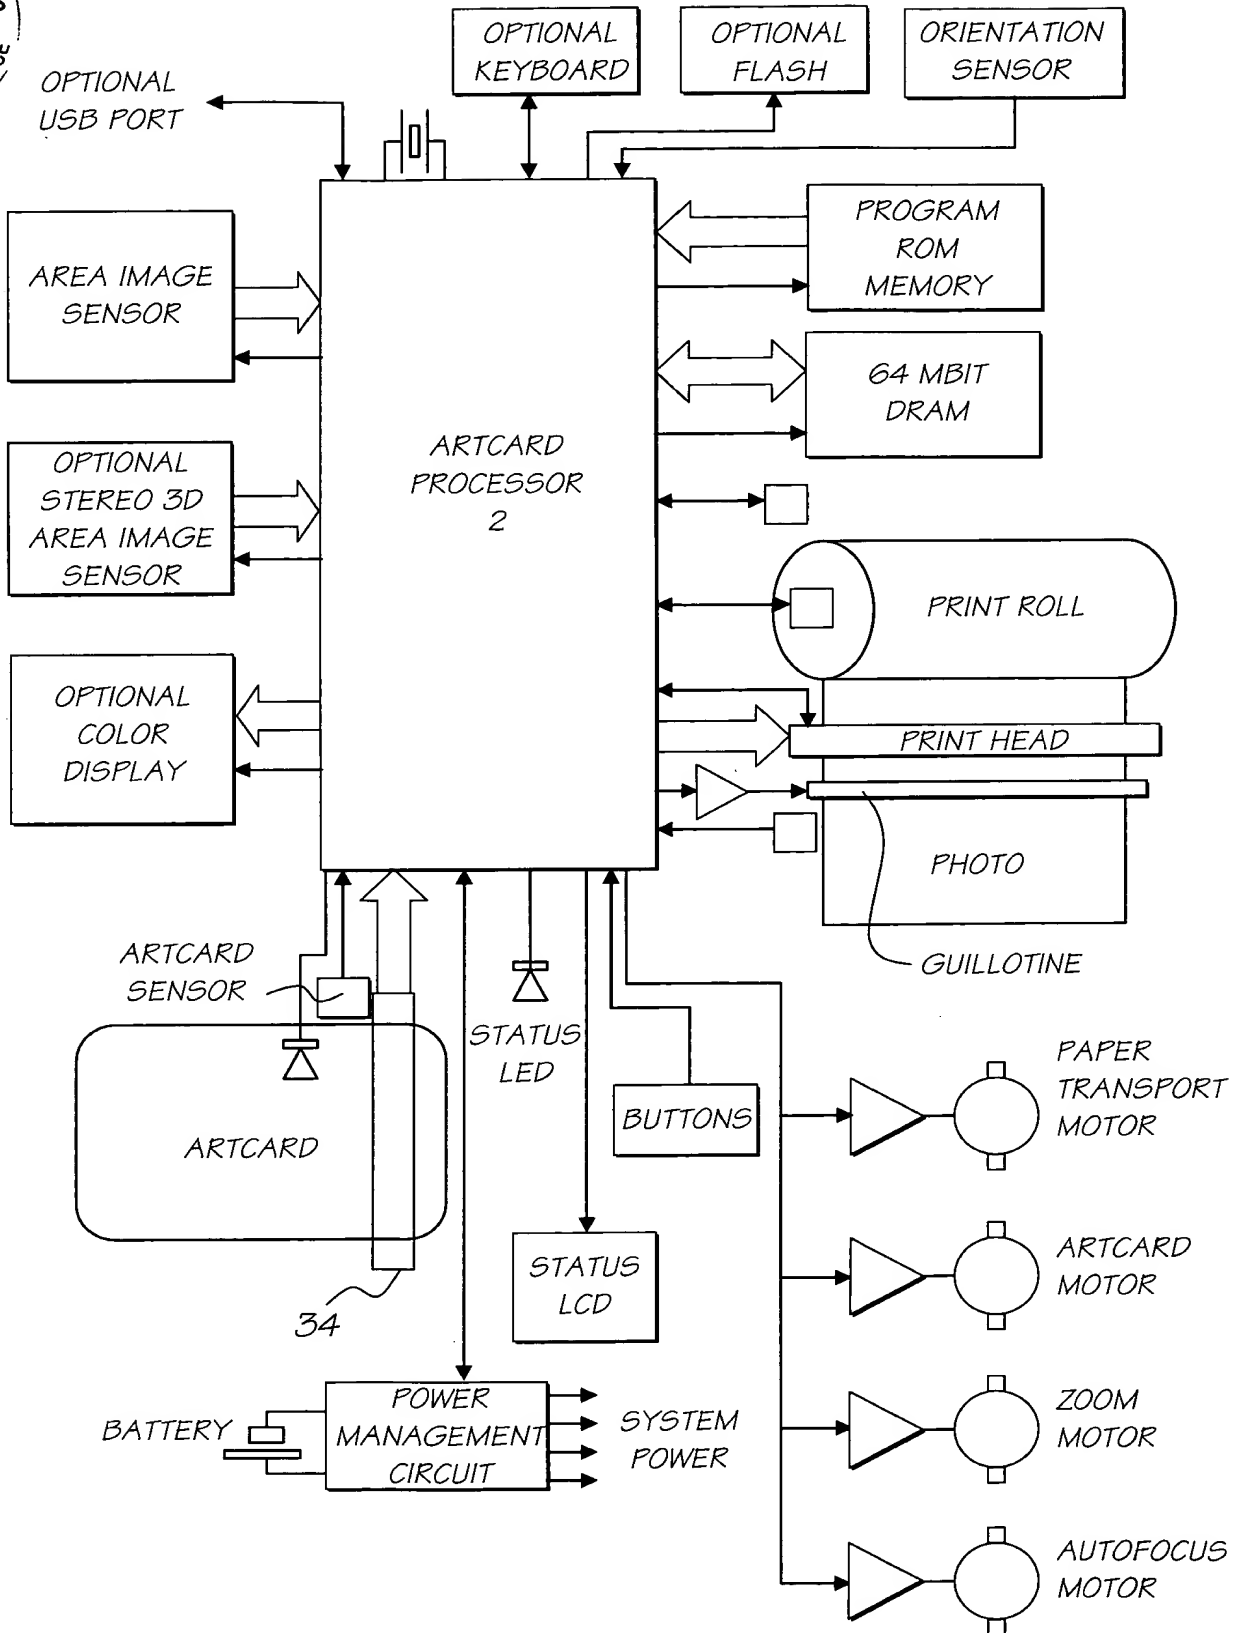 OPTIONAL
KEYBOARD
OPTIONAL
FLASH
ORIENTATION
SENSOR
OPTIONAL
USB PORT
AREA IMAGE
SENSOR
PROGRAM
ROM
MEMORY
64 MBIT
DRAM
OPTIONAL
STEREO 3D
AREA IMAGE
SENSOR
ARTCARD
PROCESSOR
2
PRINT ROLL
OPTIONAL
COLOR
DISPLAY
PRINT HEAD
PHOTO
GUILLOTINE
ARTCARD
SENSOR
STATUS
LED
BUTTONS
ARTCARD
34
STATUS
LCD
PAPER
TRANSPORT
MOTOR
ARTCARD
MOTOR
ZOOM
MOTOR
AUTOFOCUS
MOTOR
BATTERY
POWER
MANAGEMENT
CIRCUIT
SYSTEM
POWER